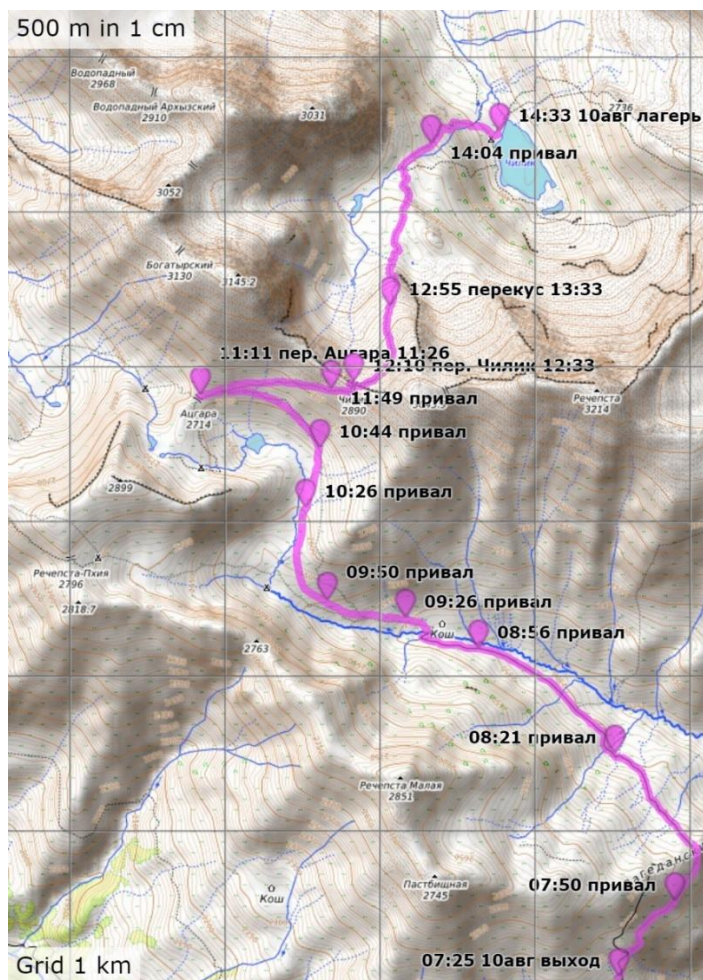 500 m in 1 cm
Водопадный
2968
Водопадный Архызский
2910
3031
2736
14:33 10авг лагерь
14:04 привал
Чилик
3052
Богатырский
3130
3145.2
12:55 перекус 13:33
11:11 пер. Ацгара 11:26
12:10 пер. Чилик 12:33
11:49 привал
2890
Ацгара
2714
Речепста
3214
10:44 привал
2899
10:26 привал
Речепста-Пхия
2796
2818.7
09:50 привал
09:26 привал
Кош
08:56 привал
2763
08:21 привал
Речепста Малая
2851
Пастбищная
2745
Кош
07:50 привал
07:25 10авг выход
Grid 1 km